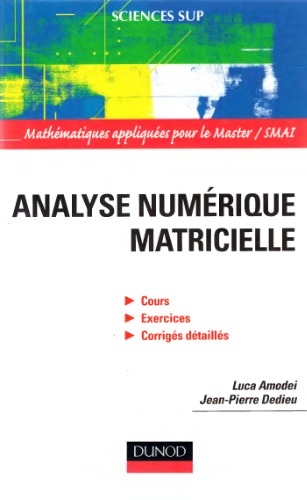 SCIENCES SUP
Mathématiques appliquées pour le Master / SMAI
ANALYSE NUMÉRIQUE
MATRICIELLE
Cours
Exercices
Corrigés détaillés
Luca Amodei
Jean-Pierre Dedieu
DUNOD